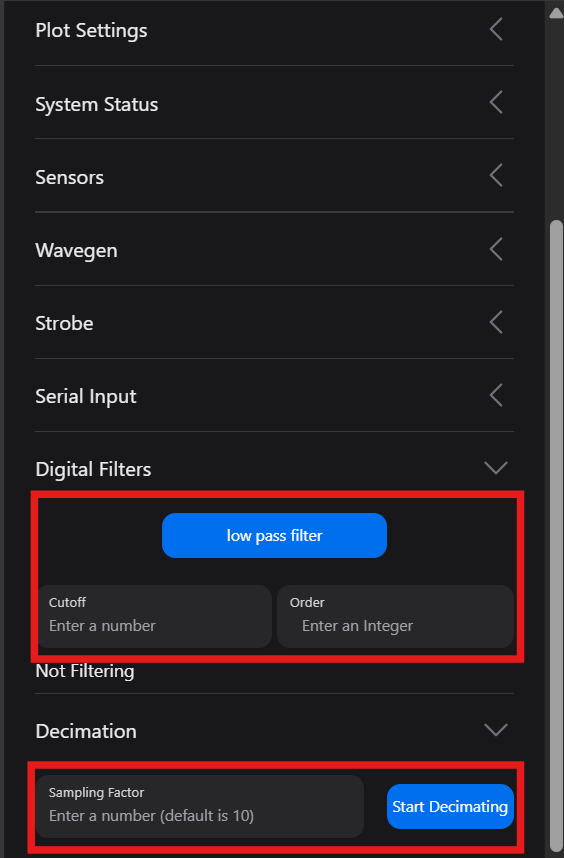 Plot Settings
System Status
Sensors
Wavegen
Strobe
Serial Input
Digital Filters
low pass filter
Cutoff
Enter a number
Order
Enter an Integer
Not Filtering
Decimation
Sampling Factor
Enter a number (default is 10)
Start Decimating